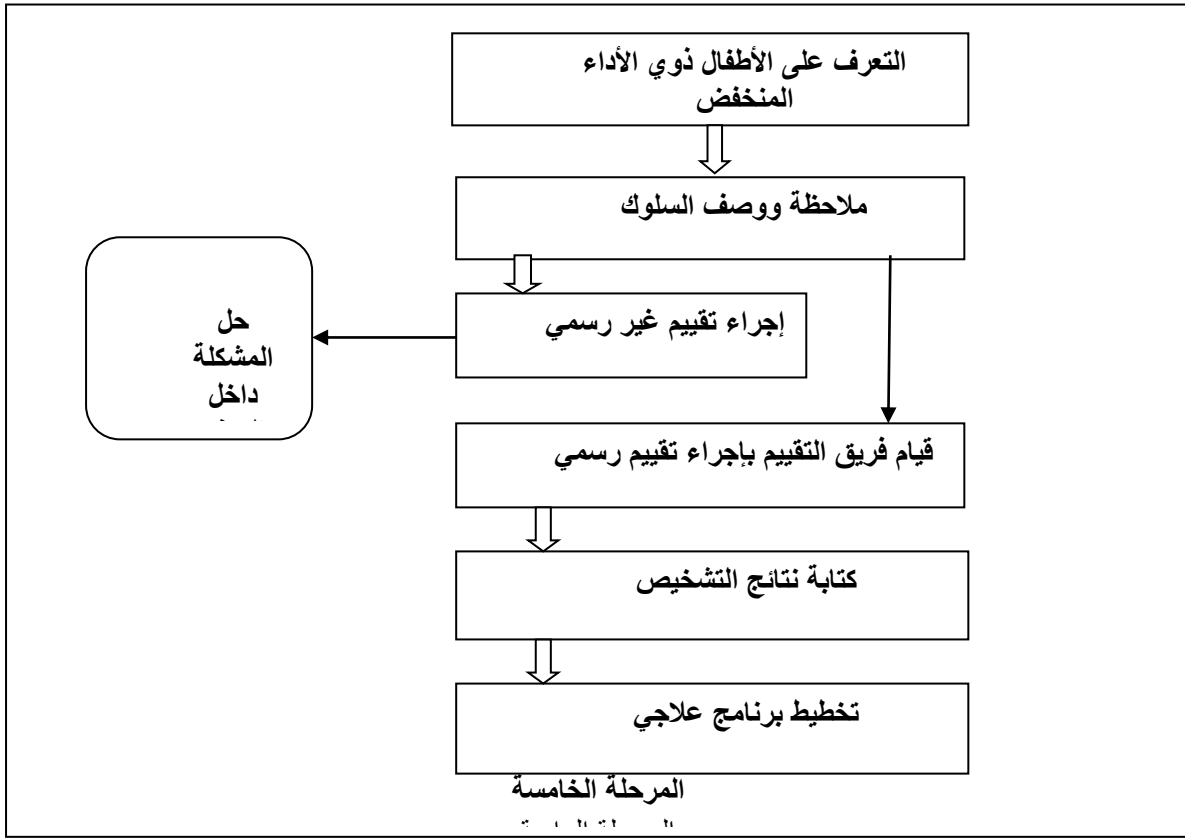 التعرف على الأطفال ذوي الأداء
المنخفض
ملاحظة ووصف السلوك
إجراء تقييم غير رسمي
حل
المشكلة
داخل
قيام فريق التقييم بإجراء تقييم رسمي
كتابة نتائج التشخيص
تخطيط برنامج علاجي
المرحلة الخامسة